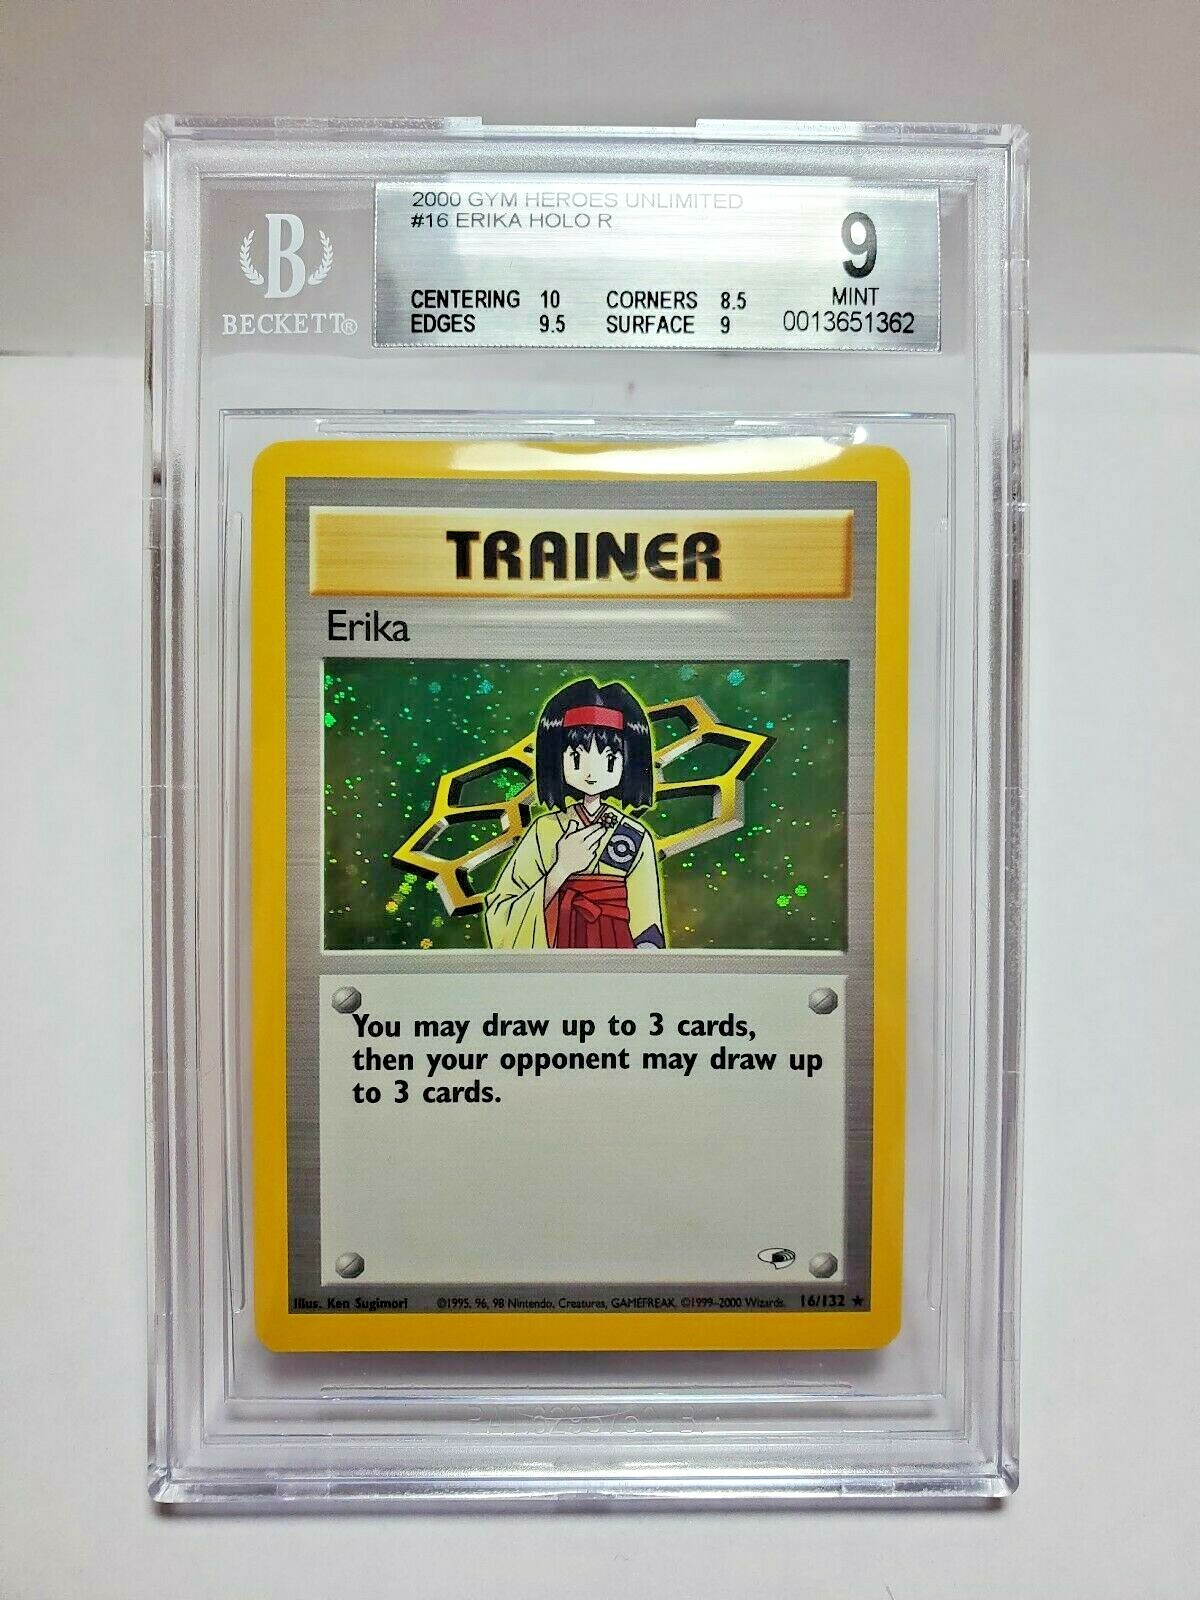 2000 GYM HEROES UNLIMITED
#16 ERIKA HOLO R
9
MINT
CENTERING 10 CORNERS 8.5
EDGES 9.5 SURFACE 9
0013651362
B
BECKETT®
TRAINER
Erika
You may draw up to 3 cards,
then your opponent may draw up
to 3 cards.
Illus. Ken Sugimori ©1995, 96, 98 Nintendo, Creatures, GAMEFREAK. ©1999-2000 Wizards. 16/132 ★